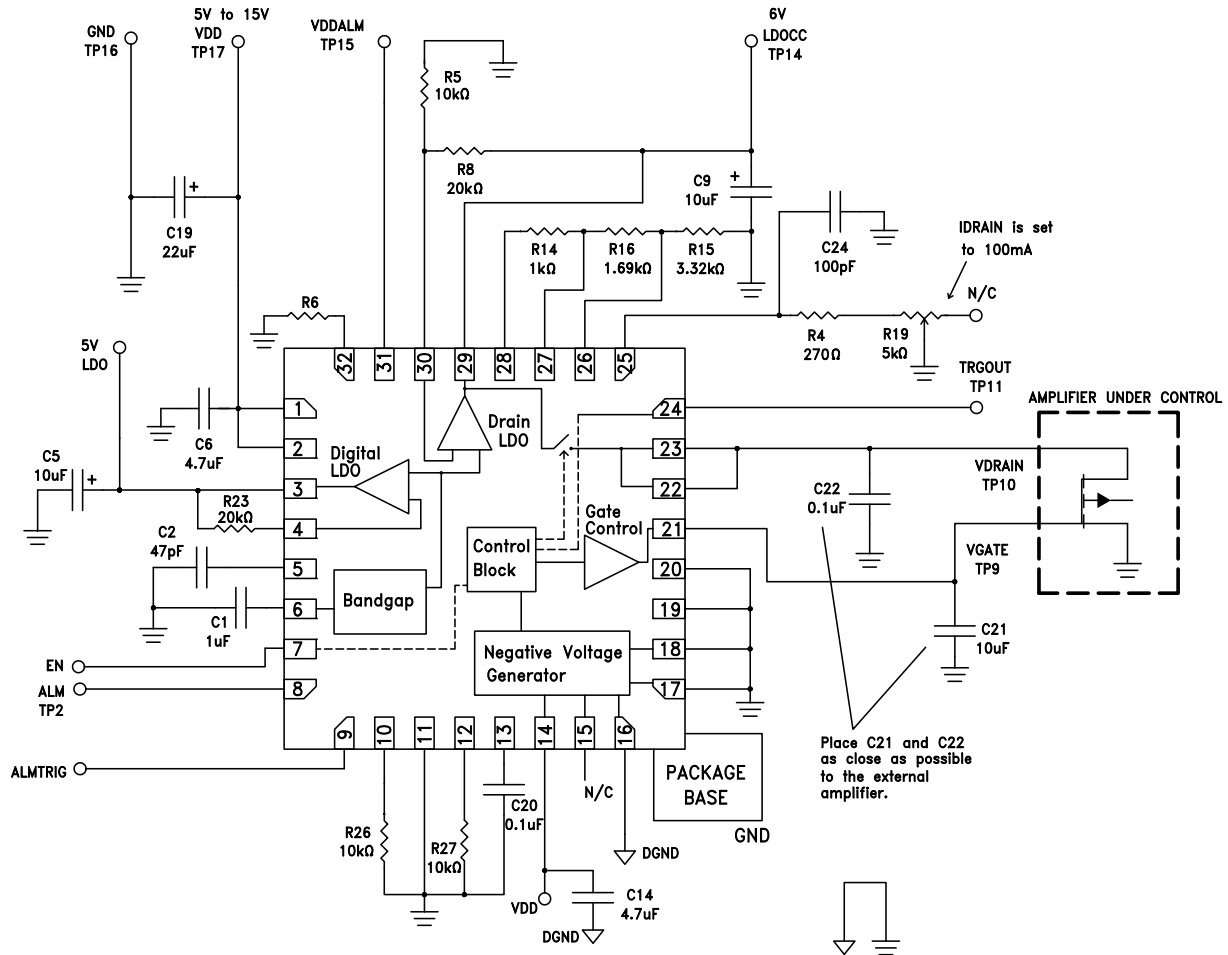 GND
TP16
5V to 15V
VDD
TP17
VDDALM
TP15
6V
LDOCC
TP14
R5
10kΩ
R8
20kΩ
C9
10uF
+
C19
22uF
+
R14
1kΩ
R16
1.69kΩ
R15
3.32kΩ
C24
100pF
IDRAIN is set
to 100mA
N/C
R6
R4
270Ω
R19
5kΩ
5V
LDO
32
31
30
29
28
27
26
25
TRGOUT
TP11
AMPLIFIER UNDER CONTROL
C6
4.7uF
C5
10uF
+
R23
20kΩ
C2
47pF
C1
1uF
1
2
3
4
5
6
7
8
Digital
LDO
Drain
LDO
Gate
Control
Control
Block
Bandgap
Negative Voltage
Generator
24
23
22
21
20
19
18
17
C22
0.1uF
VDRAIN
TP10
VGATE
TP9
C21
10uF
EN
ALM
TP2
ALMTRIG
9
10
11
12
13
14
15
16
Place C21 and C22
as close as possible
to the external
amplifier.
N/C
PACKAGE
BASE
GND
C20
0.1uF
R26
10kΩ
R27
10kΩ
DGND
VDD
C14
4.7uF
DGND